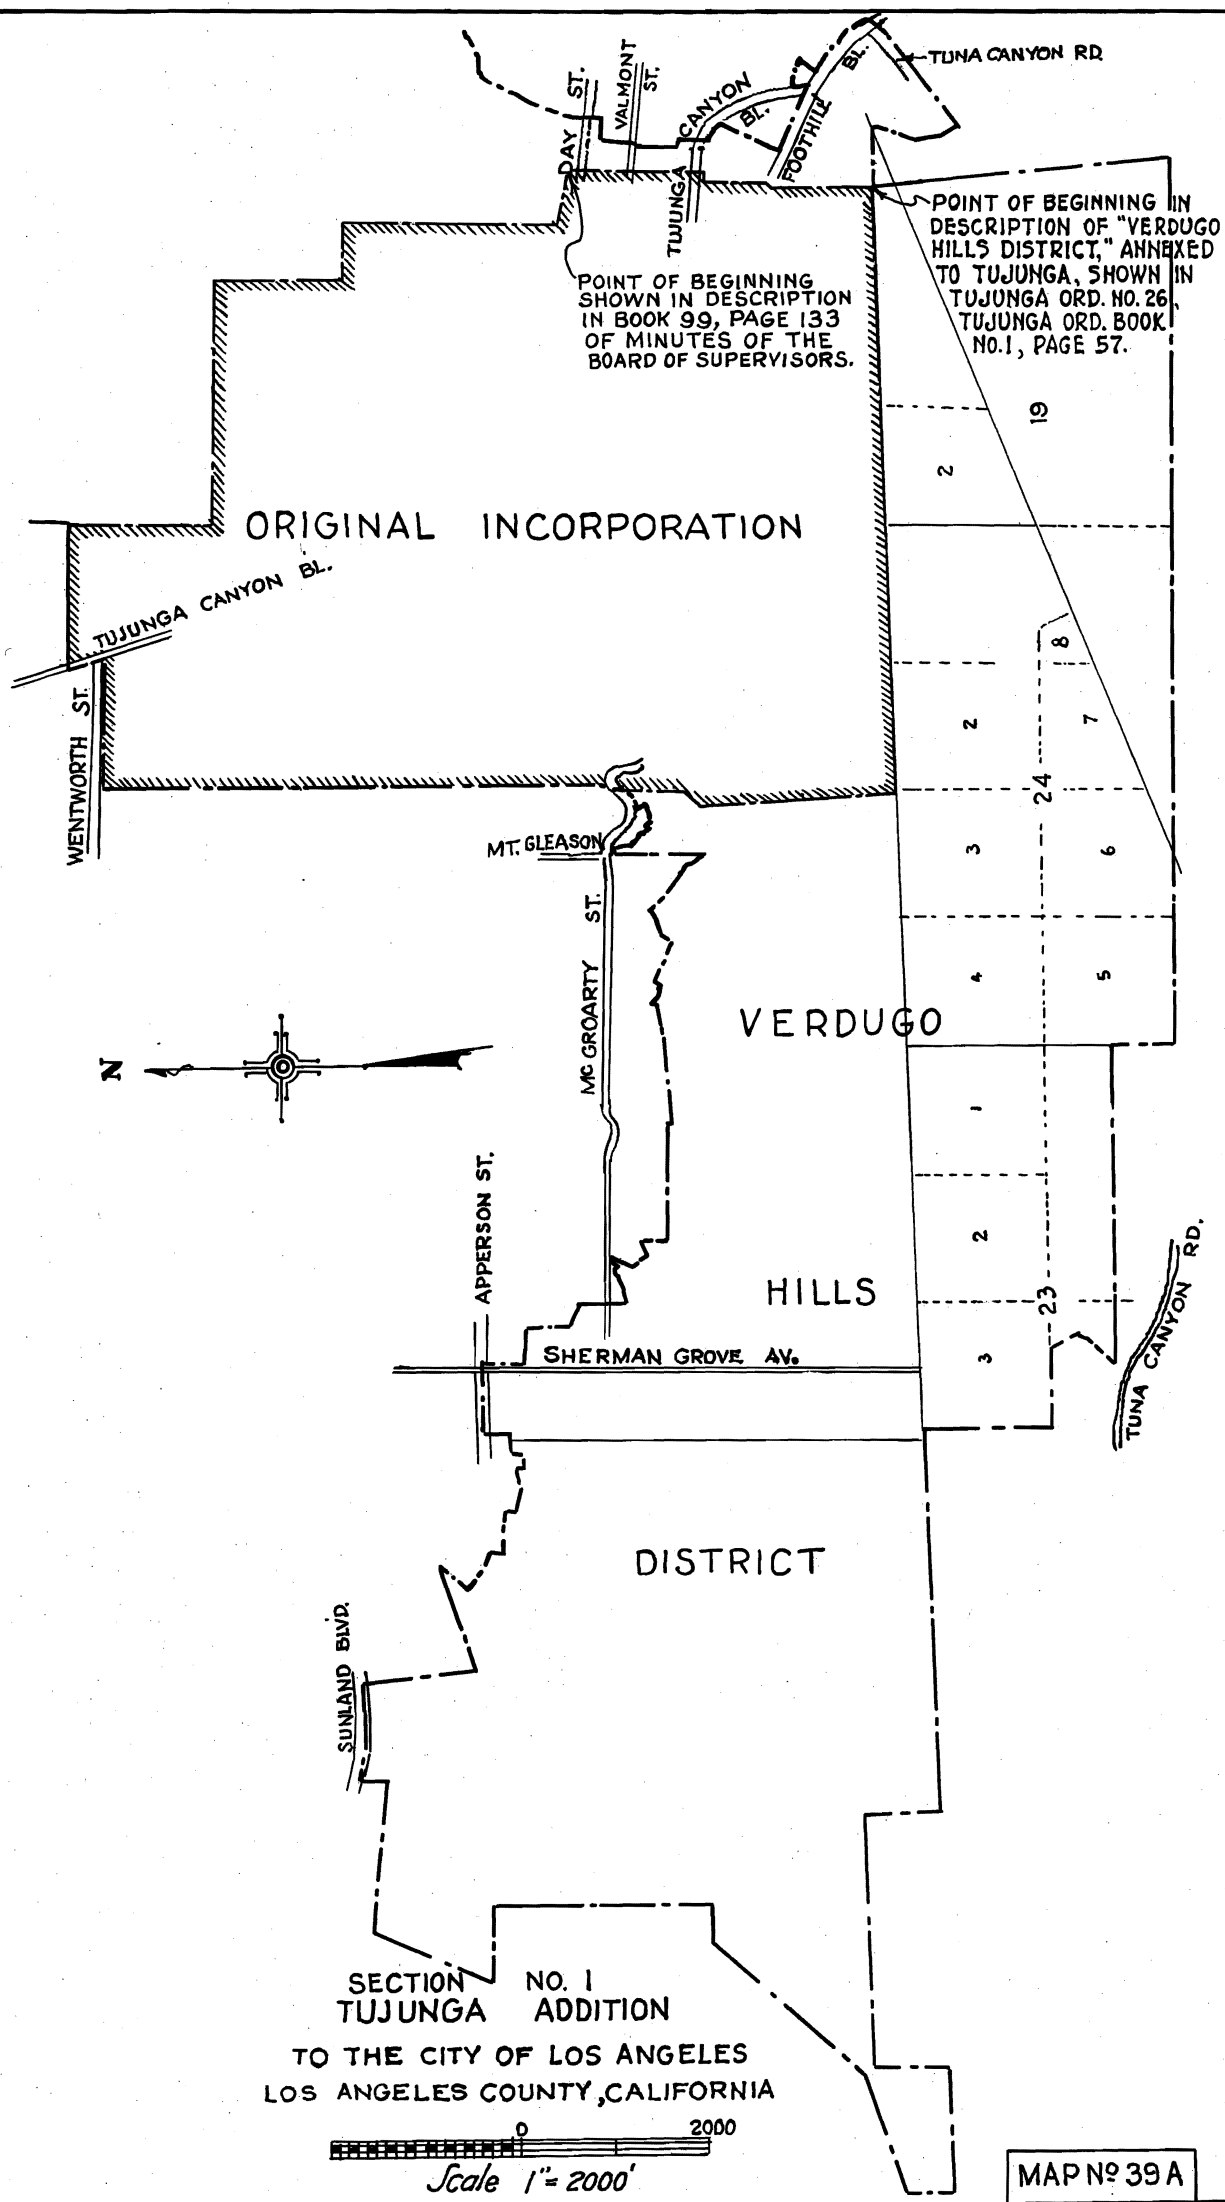 TUNA CANYON RD.
DAY ST.
VALMONT ST.
TUJUNGA CANYON BL.
FOOTHILL BL.
POINT OF BEGINNING IN
DESCRIPTION OF "VERDUGO
HILLS DISTRICT," ANNEXED
TO TUJUNGA, SHOWN IN
TUJUNGA ORD. NO. 26,
TUJUNGA ORD. BOOK
NO. 1, PAGE 57.
POINT OF BEGINNING
SHOWN IN DESCRIPTION
IN BOOK 99, PAGE 133
OF MINUTES OF THE
BOARD OF SUPERVISORS.
19
2
ORIGINAL INCORPORATION
TUJUNGA CANYON BL.
WENTWORTH ST.
8
2
7
24
MT. GLEASON
3
6
MC GROARTY ST.
4
5
VERDUGO
N
1
APPERSON ST.
2
HILLS
23
TUNA CANYON RD.
SHERMAN GROVE AV.
3
DISTRICT
SUNLAND BLVD.
SECTION NO. 1
TUJUNGA ADDITION
TO THE CITY OF LOS ANGELES
LOS ANGELES COUNTY, CALIFORNIA
0 2000
Scale 1" = 2000'
MAP Nº 39 A